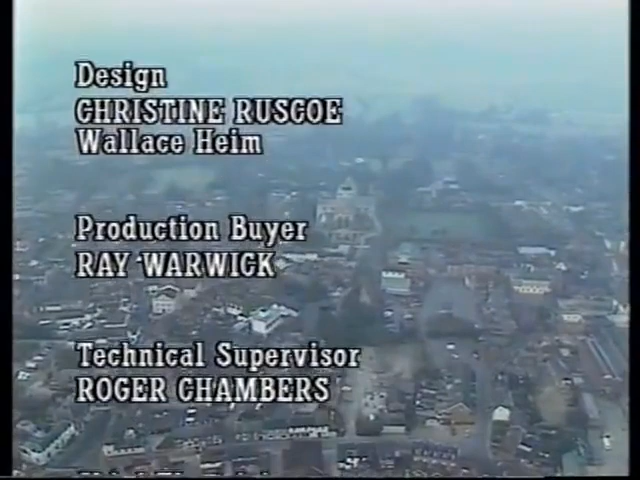 Design
CHRISTINE RUSCOE
Wallace Heim
Production Buyer
RAY WARWICK
Technical Supervisor
ROGER CHAMBERS